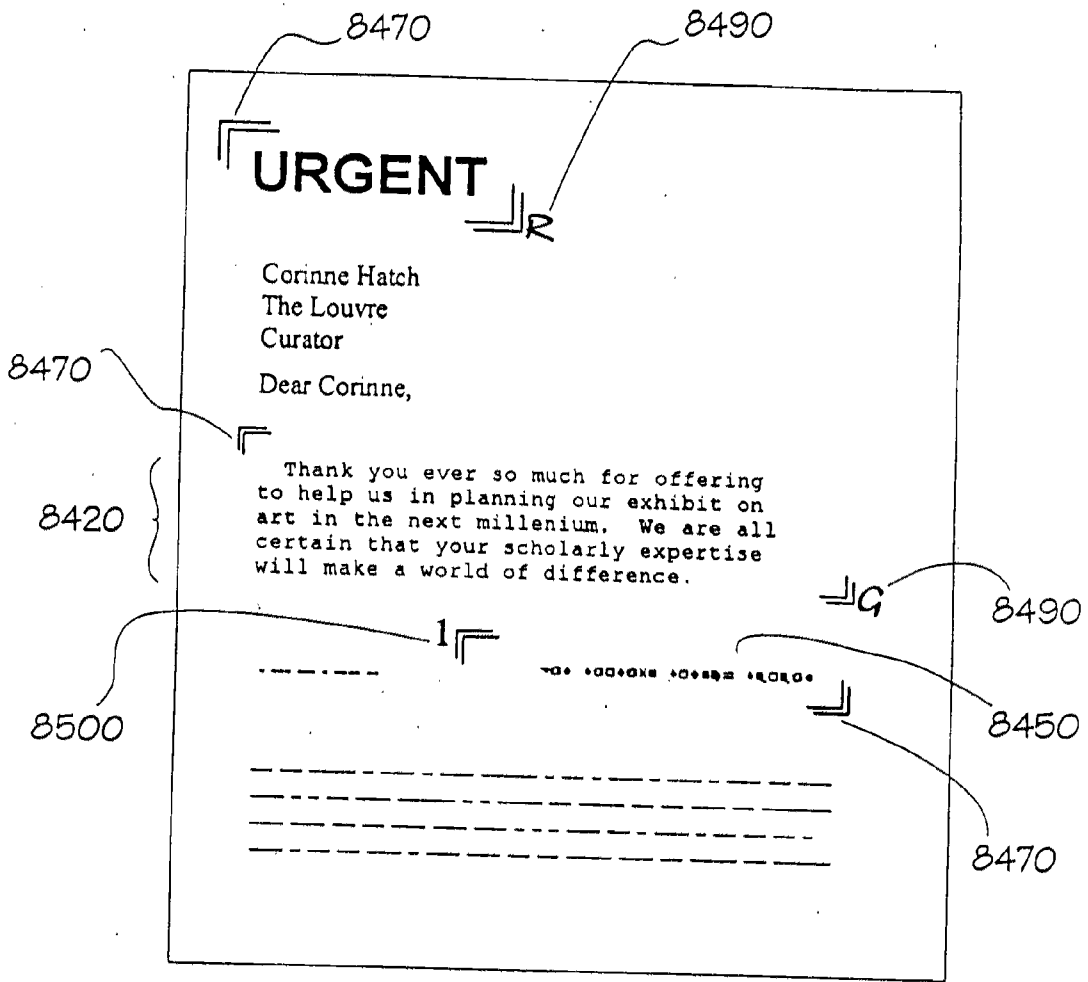 8470
8490
URGENT
R
Corinne Hatch
The Louvre
Curator
8470
Dear Corinne,
Thank you ever so much for offering
to help us in planning our exhibit on
8420
art in the next millenium. We are all
certain that your scholarly expertise
will make a world of difference.
G
8490
1
8500
8450
8470